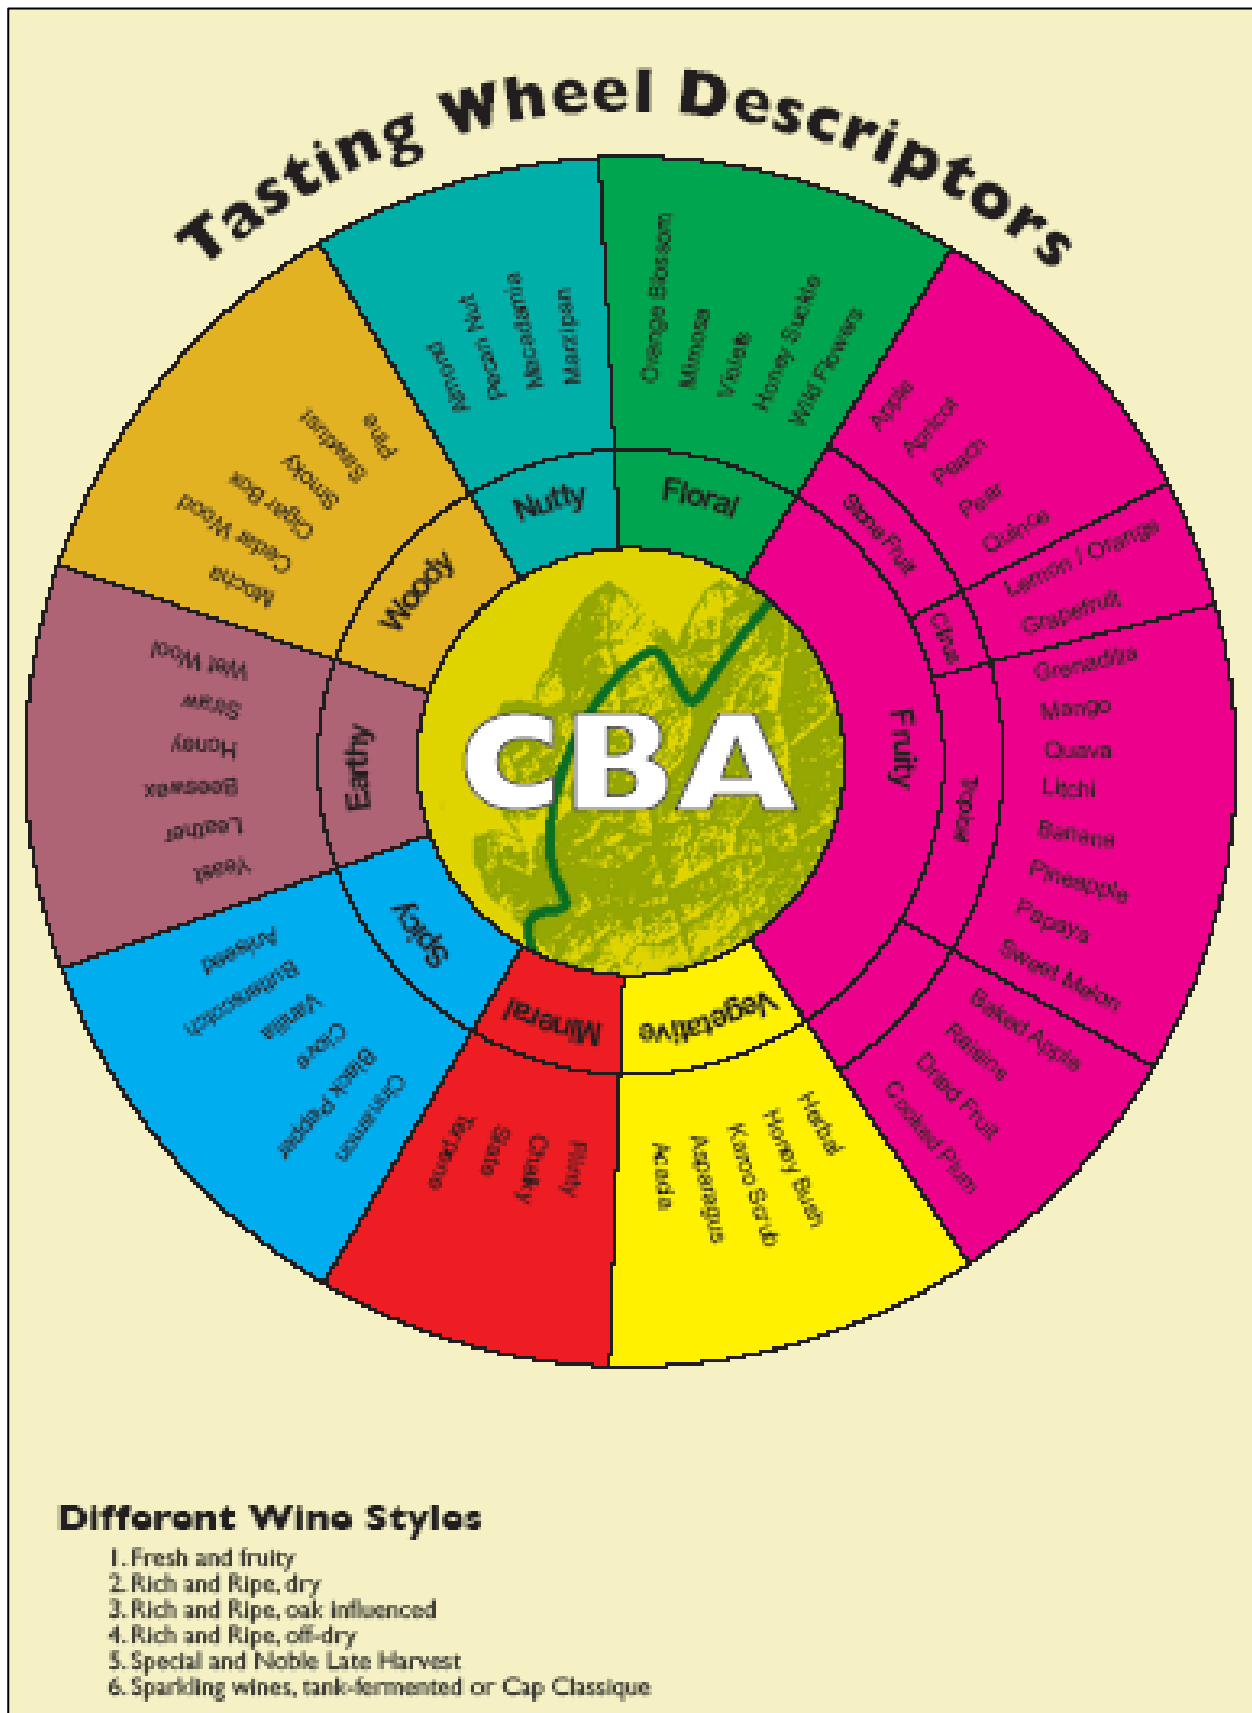 Tasting Wheel Descriptors
Nutty
Almond
Pecan Nut
Macadamia
Marzipan
Floral
Orange Blossom
Mimosa
Violets
Honey Suckle
Wild Flowers
Fruity
Stone Fruit
Apple
Apricot
Peach
Pear
Quince
Citrus
Lemon / Orange
Grapefruit
Tropical
Grenadilla
Mango
Quava
Litchi
Banana
Pineapple
Papaya
Sweet Melon
Baked Apple
Raisins
Dried Fruit
Cooked Plum
Vegetative
Herbal
Honey Bush
Karoo Scrub
Asparagus
Acacia
Mineral
Flinty
Chalky
Slate
Terpene
Spicy
Cinnamon
Black Pepper
Clove
Vanilla
Butterscotch
Aniseed
Earthy
Yeast
Leather
Beeswax
Honey
Straw
Wet Wool
Woody
Mocha
Cedar Wood
Cigar Box
Smoky
Sawdust
Pine
CBA
Different Wine Styles
1. Fresh and fruity
2. Rich and Ripe, dry
3. Rich and Ripe, oak influenced
4. Rich and Ripe, off-dry
5. Special and Noble Late Harvest
6. Sparkling wines, tank-fermented or Cap Classique